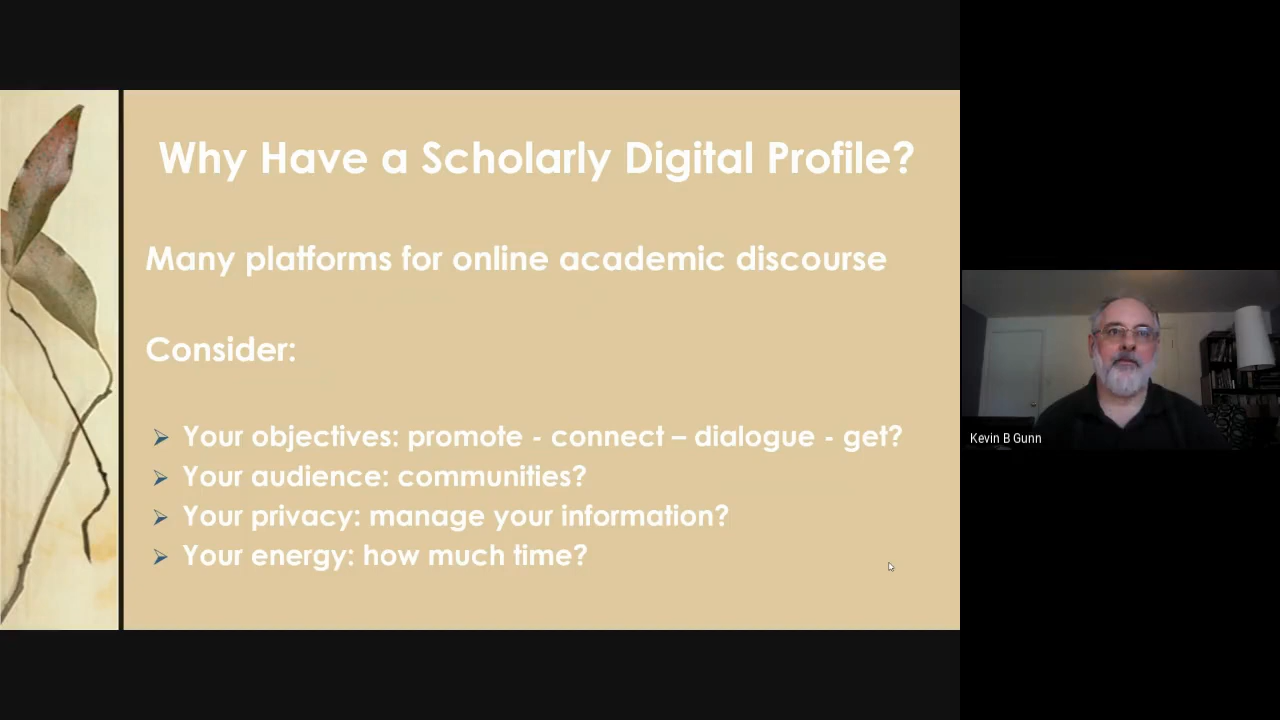 Why Have a Scholarly Digital Profile?
Many platforms for online academic discourse
Consider:
Your objectives: promote - connect – dialogue - get?
Your audience: communities?
Your privacy: manage your information?
Your energy: how much time?
Kevin B Gunn